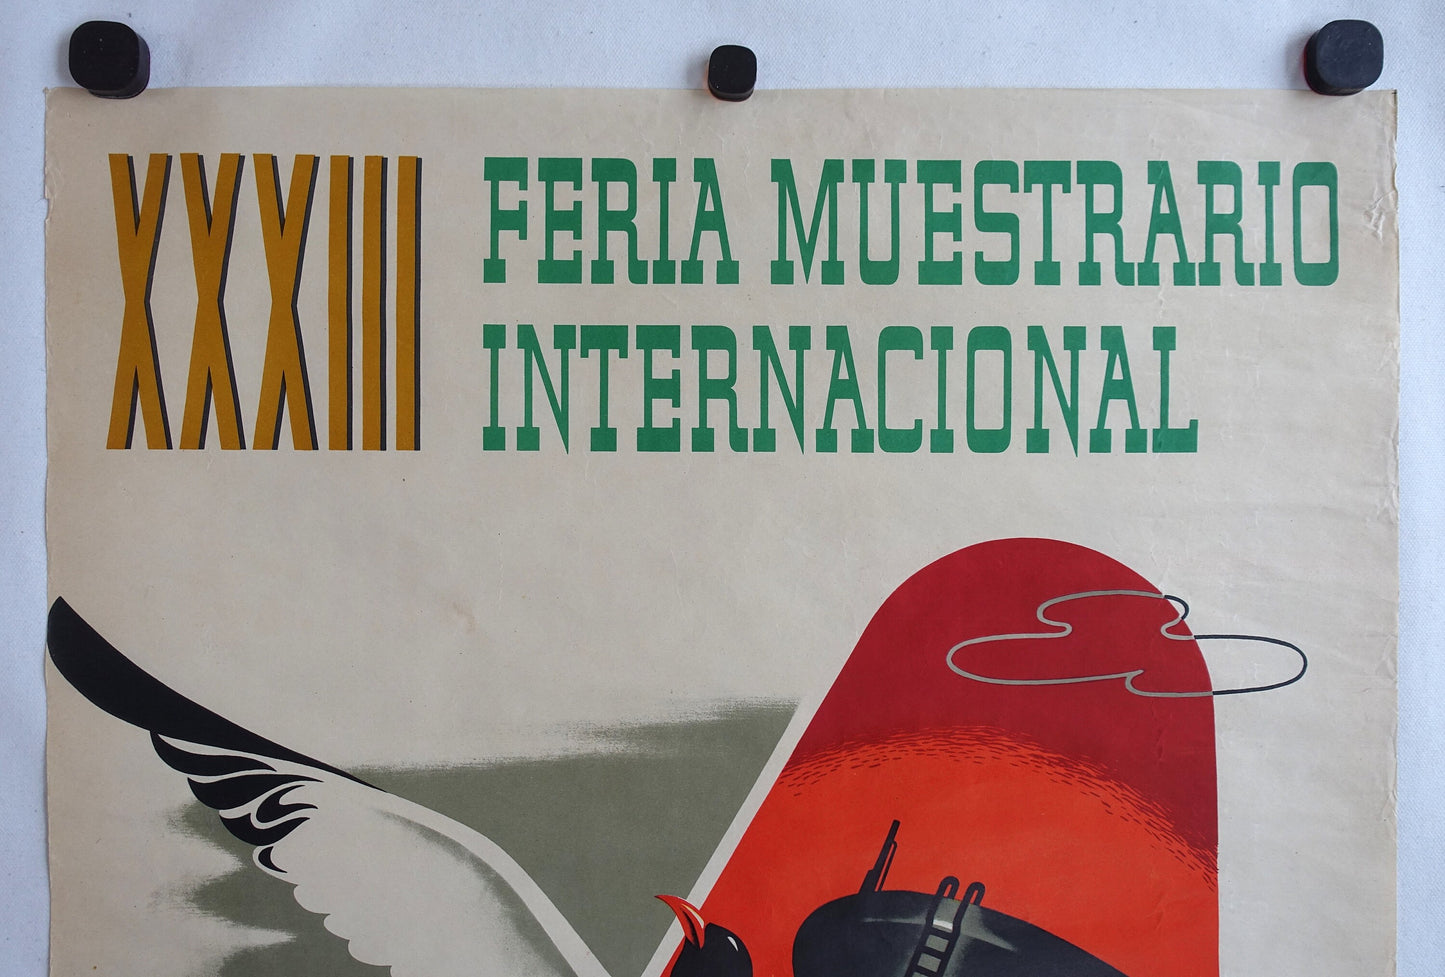 XXXIII FERIA MUESTRARIO
INTERNACIONAL